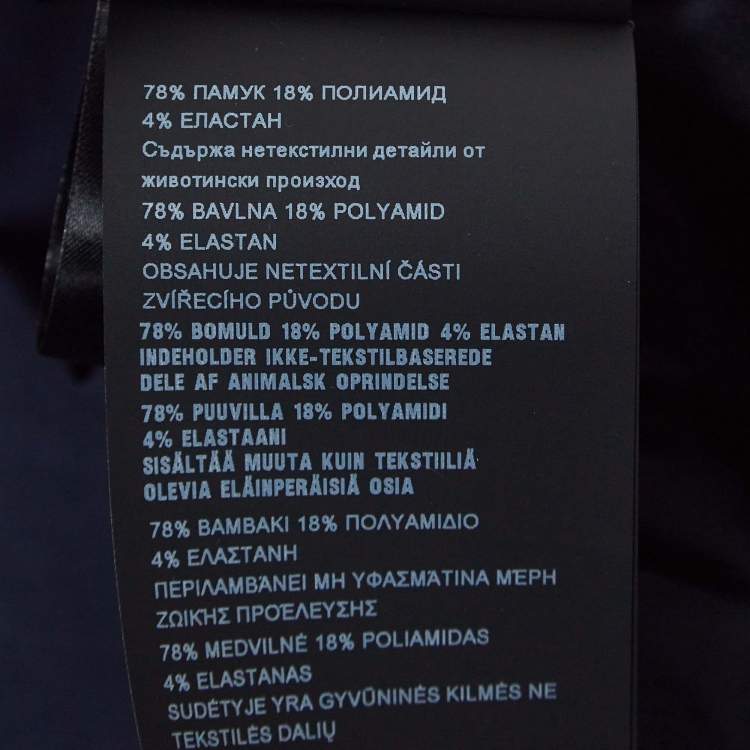 78% ПАМУК 18% ПОЛИАМИД
4% ЕЛАСТАН
Съдържа нетекстилни детайли от
животински произход
78% BAVLNA 18% POLYAMID
4% ELASTAN
OBSAHUJE NETEXTILNÍ ČÁSTI
ZVÍŘECÍHO PŮVODU
78% BOMULD 18% POLYAMID 4% ELASTAN
INDEHOLDER IKKE-TEKSTILBASEREDE
DELE AF ANIMALSK OPRINDELSE
78% PUUVILLA 18% POLYAMIDI
4% ELASTAANI
SISÄLTÄÄ MUUTA KUIN TEKSTIILIÄ
OLEVIA ELÄINPERÄISIÄ OSIA
78% ΒΑΜΒΑΚΙ 18% ΠΟΛΥΑΜΙΔΙΟ
4% ΕΛΑΣΤΑΝΗ
ΠΕΡΙΛΑΜΒΆΝΕΙ ΜΗ ΥΦΑΣΜΆΤΙΝΑ ΜΈΡΗ
ΖΩΙΚΉΣ ΠΡΟΈΛΕΥΣΗΣ
78% MEDVILNĖ 18% POLIAMIDAS
4% ELASTANAS
SUDĖTYJE YRA GYVŪNINĖS KILMĖS NE
TEKSTILĖS DALIŲ